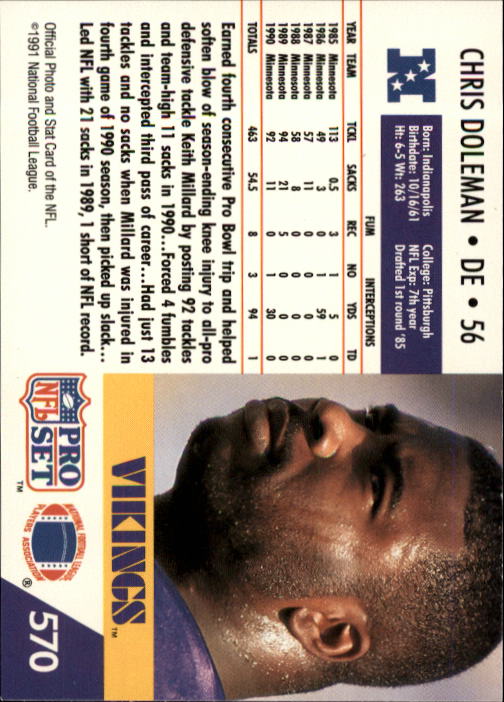 CHRIS DOLEMAN • DE • 56
N
Born: Indianapolis College: Pittsburgh
Birthdate: 10/16/61 NFL Exp: 7th year
Ht: 6-5 Wt: 263 Drafted 1st round '85
FUM INTERCEPTIONS
YEAR TEAM TCKL SACKS REC NO YDS TD
1985 Minnesota 113 0.5 3 1 5 0
1986 Minnesota 49 3 0 1 59 1
1987 Minnesota 57 11 0 0 0 0
1988 Minnesota 58 8 0 0 0 0
1989 Minnesota 94 21 5 0 0 0
1990 Minnesota 92 11 0 1 30 0
TOTALS 463 54.5 8 3 94 1
Earned fourth consecutive Pro Bowl trip and helped
soften blow of season-ending knee injury to all-pro
defensive tackle Keith Millard by posting 92 tackles
and team-high 11 sacks in 1990...Forced 4 fumbles
and intercepted third pass of career...Had just 13
tackles and no sacks when Millard was injured in
fourth game of 1990 season, then picked up slack...
Led NFL with 21 sacks in 1989, 1 short of NFL record.
Official Photo and Stat Card of the NFL.
©1991 National Football League.
VIKINGS™
PRO
NFL
SET
™
NATIONAL FOOTBALL LEAGUE
PLAYERS ASSOCIATION
®
570